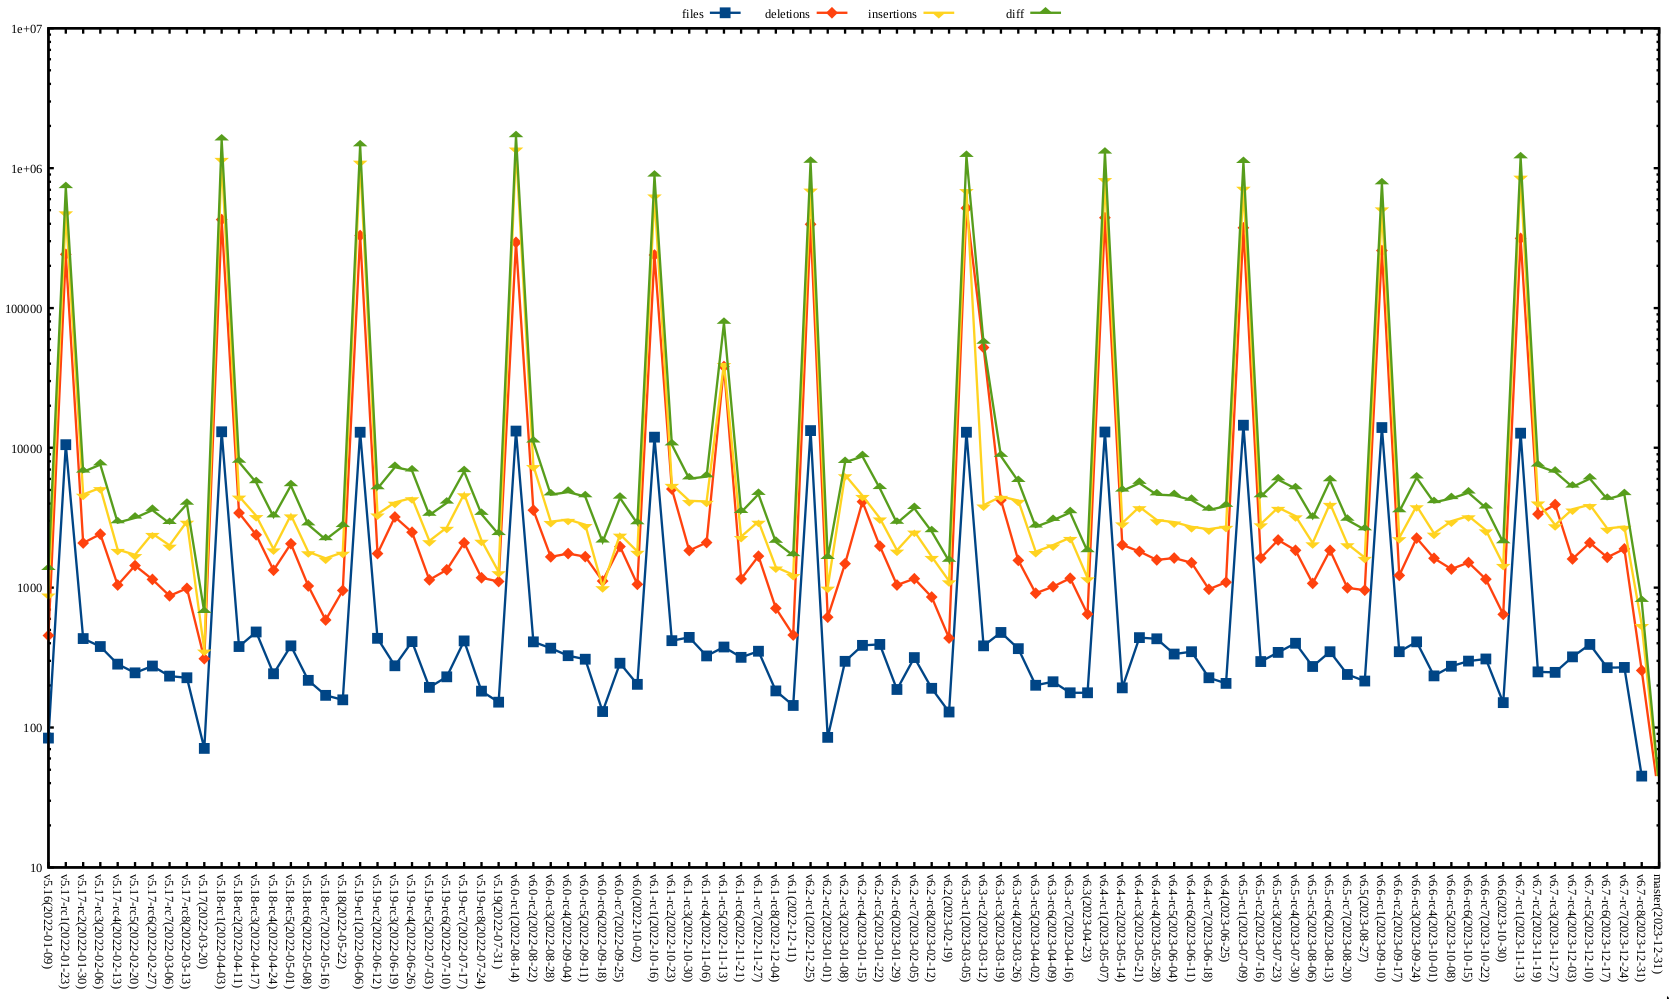 files
deletions
insertions
diff
1e+07
1e+06
100000
10000
1000
100
10
v5.16(2022-01-09)
v5.17-rc1(2022-01-23)
v5.17-rc2(2022-01-30)
v5.17-rc3(2022-02-06)
v5.17-rc4(2022-02-13)
v5.17-rc5(2022-02-20)
v5.17-rc6(2022-02-27)
v5.17-rc7(2022-03-06)
v5.17-rc8(2022-03-13)
v5.17(2022-03-20)
v5.18-rc1(2022-04-03)
v5.18-rc2(2022-04-11)
v5.18-rc3(2022-04-17)
v5.18-rc4(2022-04-24)
v5.18-rc5(2022-05-01)
v5.18-rc6(2022-05-08)
v5.18-rc7(2022-05-16)
v5.18(2022-05-22)
v5.19-rc1(2022-06-06)
v5.19-rc2(2022-06-12)
v5.19-rc3(2022-06-19)
v5.19-rc4(2022-06-26)
v5.19-rc5(2022-07-03)
v5.19-rc6(2022-07-10)
v5.19-rc7(2022-07-17)
v5.19-rc8(2022-07-24)
v5.19(2022-07-31)
v6.0-rc1(2022-08-14)
v6.0-rc2(2022-08-22)
v6.0-rc3(2022-08-28)
v6.0-rc4(2022-09-04)
v6.0-rc5(2022-09-11)
v6.0-rc6(2022-09-18)
v6.0-rc7(2022-09-25)
v6.0(2022-10-02)
v6.1-rc1(2022-10-16)
v6.1-rc2(2022-10-23)
v6.1-rc3(2022-10-30)
v6.1-rc4(2022-11-06)
v6.1-rc5(2022-11-13)
v6.1-rc6(2022-11-21)
v6.1-rc7(2022-11-27)
v6.1-rc8(2022-12-04)
v6.1(2022-12-11)
v6.2-rc1(2022-12-25)
v6.2-rc2(2023-01-01)
v6.2-rc3(2023-01-08)
v6.2-rc4(2023-01-15)
v6.2-rc5(2023-01-22)
v6.2-rc6(2023-01-29)
v6.2-rc7(2023-02-05)
v6.2-rc8(2023-02-12)
v6.2(2023-02-19)
v6.3-rc1(2023-03-05)
v6.3-rc2(2023-03-12)
v6.3-rc3(2023-03-19)
v6.3-rc4(2023-03-26)
v6.3-rc5(2023-04-02)
v6.3-rc6(2023-04-09)
v6.3-rc7(2023-04-16)
v6.3(2023-04-23)
v6.4-rc1(2023-05-07)
v6.4-rc2(2023-05-14)
v6.4-rc3(2023-05-21)
v6.4-rc4(2023-05-28)
v6.4-rc5(2023-06-04)
v6.4-rc6(2023-06-11)
v6.4-rc7(2023-06-18)
v6.4(2023-06-25)
v6.5-rc1(2023-07-09)
v6.5-rc2(2023-07-16)
v6.5-rc3(2023-07-23)
v6.5-rc4(2023-07-30)
v6.5-rc5(2023-08-06)
v6.5-rc6(2023-08-13)
v6.5-rc7(2023-08-20)
v6.5(2023-08-27)
v6.6-rc1(2023-09-10)
v6.6-rc2(2023-09-17)
v6.6-rc3(2023-09-24)
v6.6-rc4(2023-10-01)
v6.6-rc5(2023-10-08)
v6.6-rc6(2023-10-15)
v6.6-rc7(2023-10-22)
v6.6(2023-10-30)
v6.7-rc1(2023-11-13)
v6.7-rc2(2023-11-19)
v6.7-rc3(2023-11-27)
v6.7-rc4(2023-12-03)
v6.7-rc5(2023-12-10)
v6.7-rc6(2023-12-17)
v6.7-rc7(2023-12-24)
v6.7-rc8(2023-12-31)
master(2023-12-31)